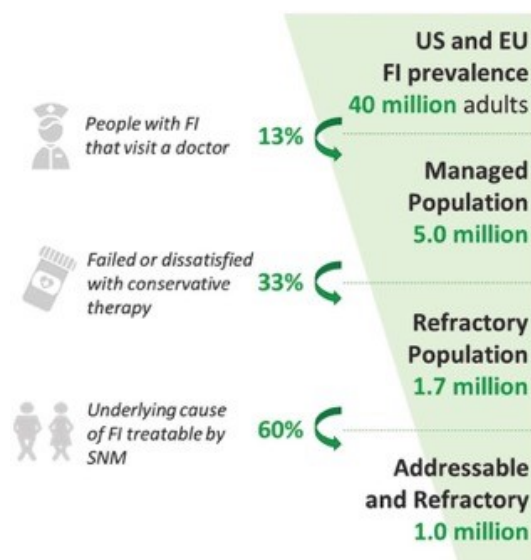 US and EU
FI prevalence
40 million adults
People with FI
that visit a doctor
13%
Managed
Population
5.0 million
Failed or dissatisfied
with conservative
therapy
33%
Refractory
Population
1.7 million
Underlying cause
of FI treatable by
SNM
60%
Addressable
and Refractory
1.0 million